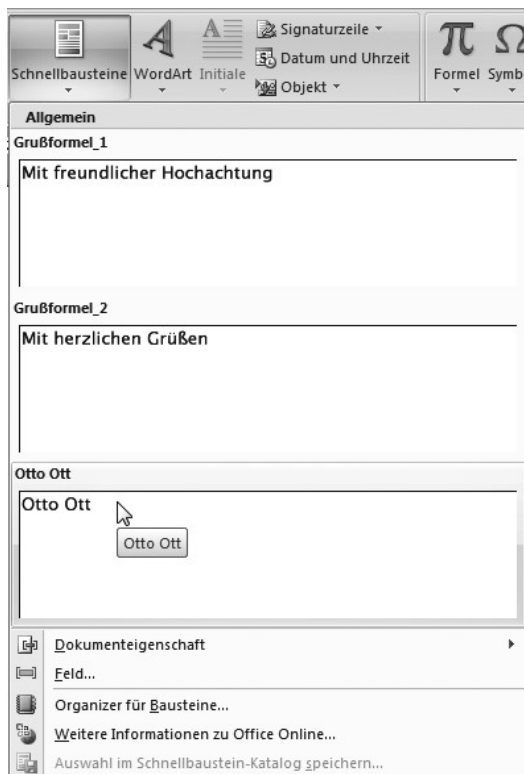 Signaturzeile
Datum und Uhrzeit
Objekt
Schnellbausteine WordArt Initiale Formel Symb
Allgemein
Grußformel_1
Mit freundlicher Hochachtung
Grußformel_2
Mit herzlichen Grüßen
Otto Ott
Otto Ott
Otto Ott
Dokumenteigenschaft
Feld...
Organizer für Bausteine...
Weitere Informationen zu Office Online...
Auswahl im Schnellbaustein-Katalog speichern...